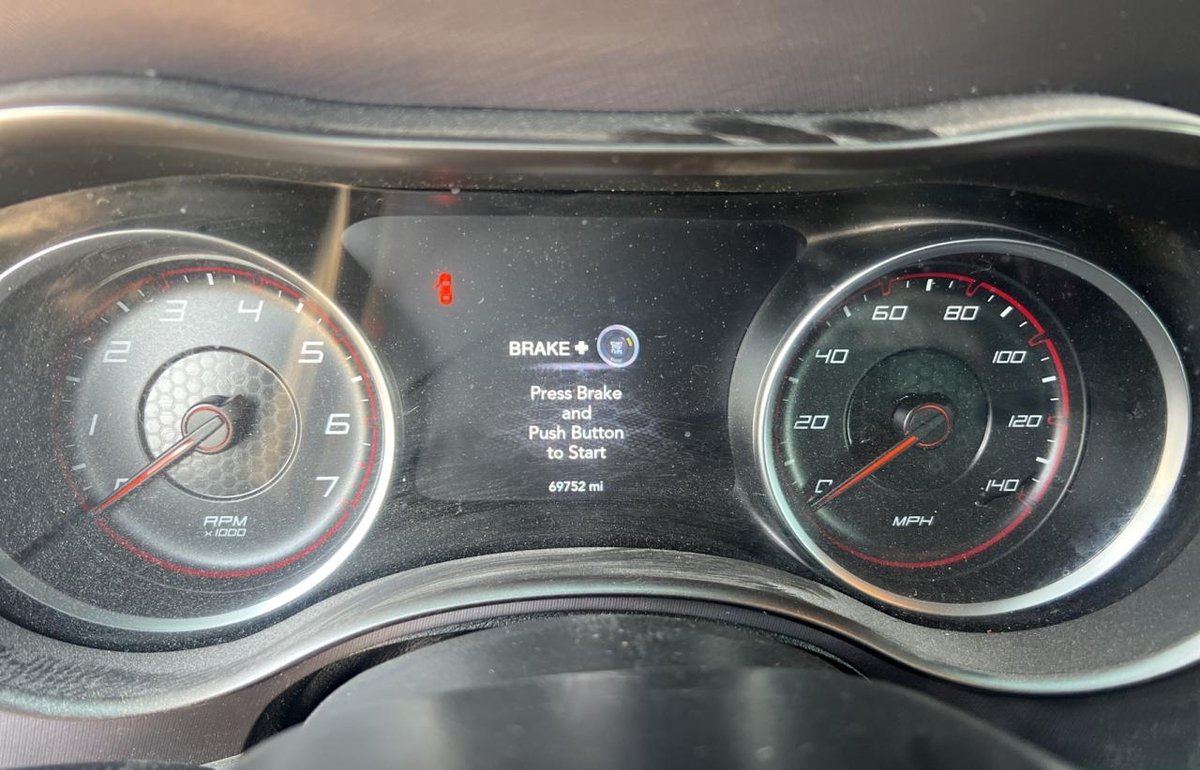 1
2
3
4
5
6
7
RPM
x1000
BRAKE +
Press Brake
and
Push Button
to Start
69752 mi
0
20
40
60
80
100
120
140
MPH